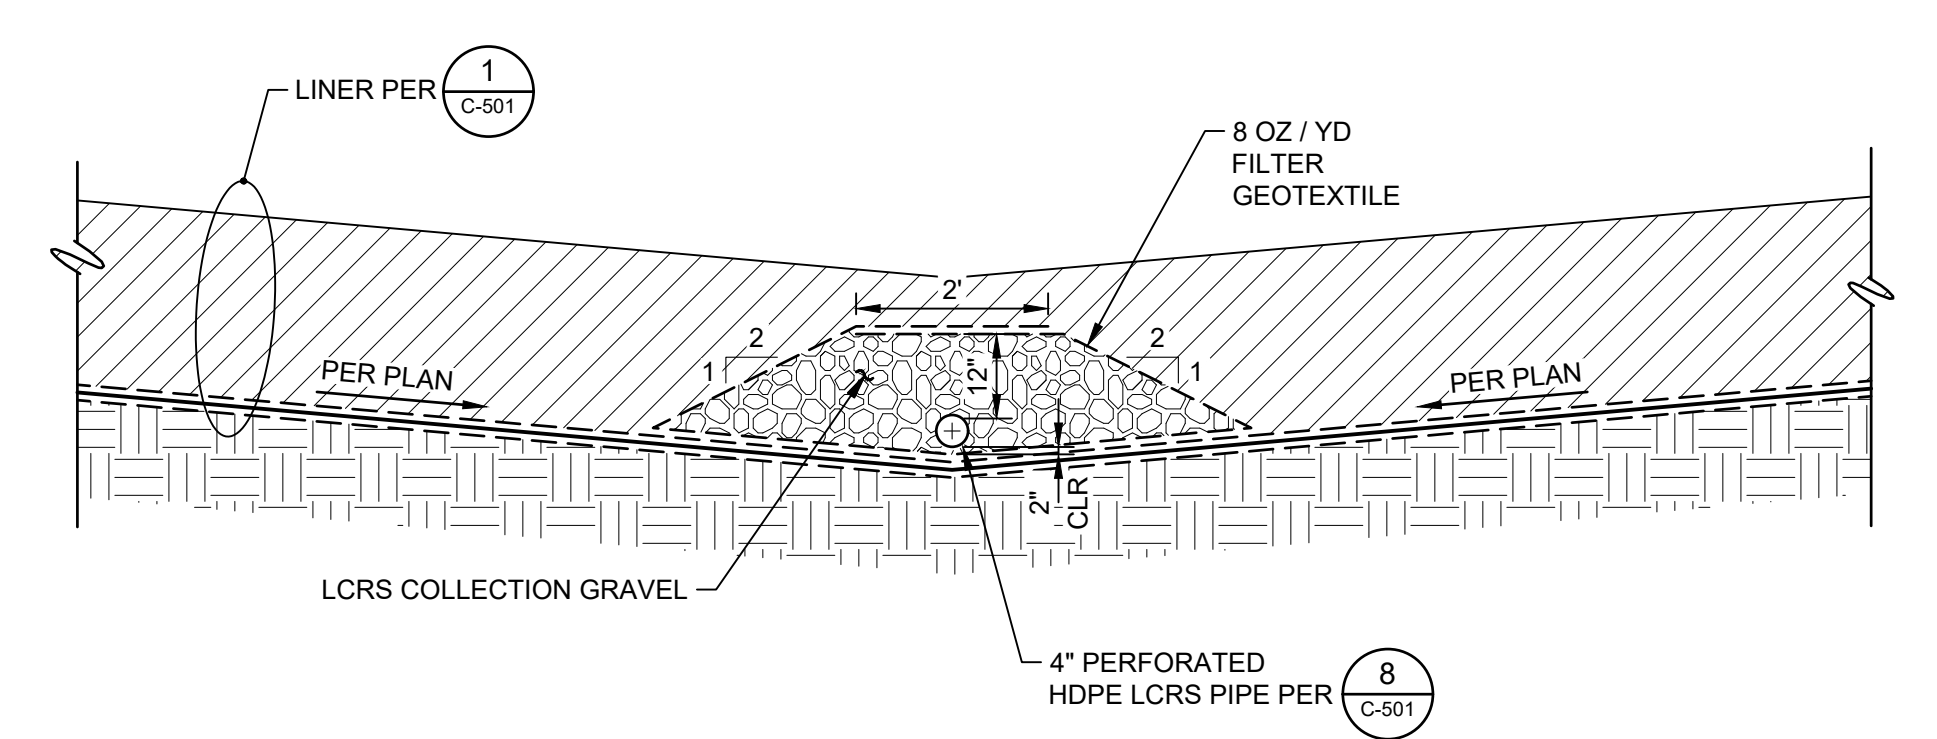 1
LINER PER
C-501
8 OZ / YD
FILTER
GEOTEXTILE
2'
2
1
2
1
12"
PER PLAN
PER PLAN
2"
CLR
LCRS COLLECTION GRAVEL
4" PERFORATED
HDPE LCRS PIPE PER
8
C-501